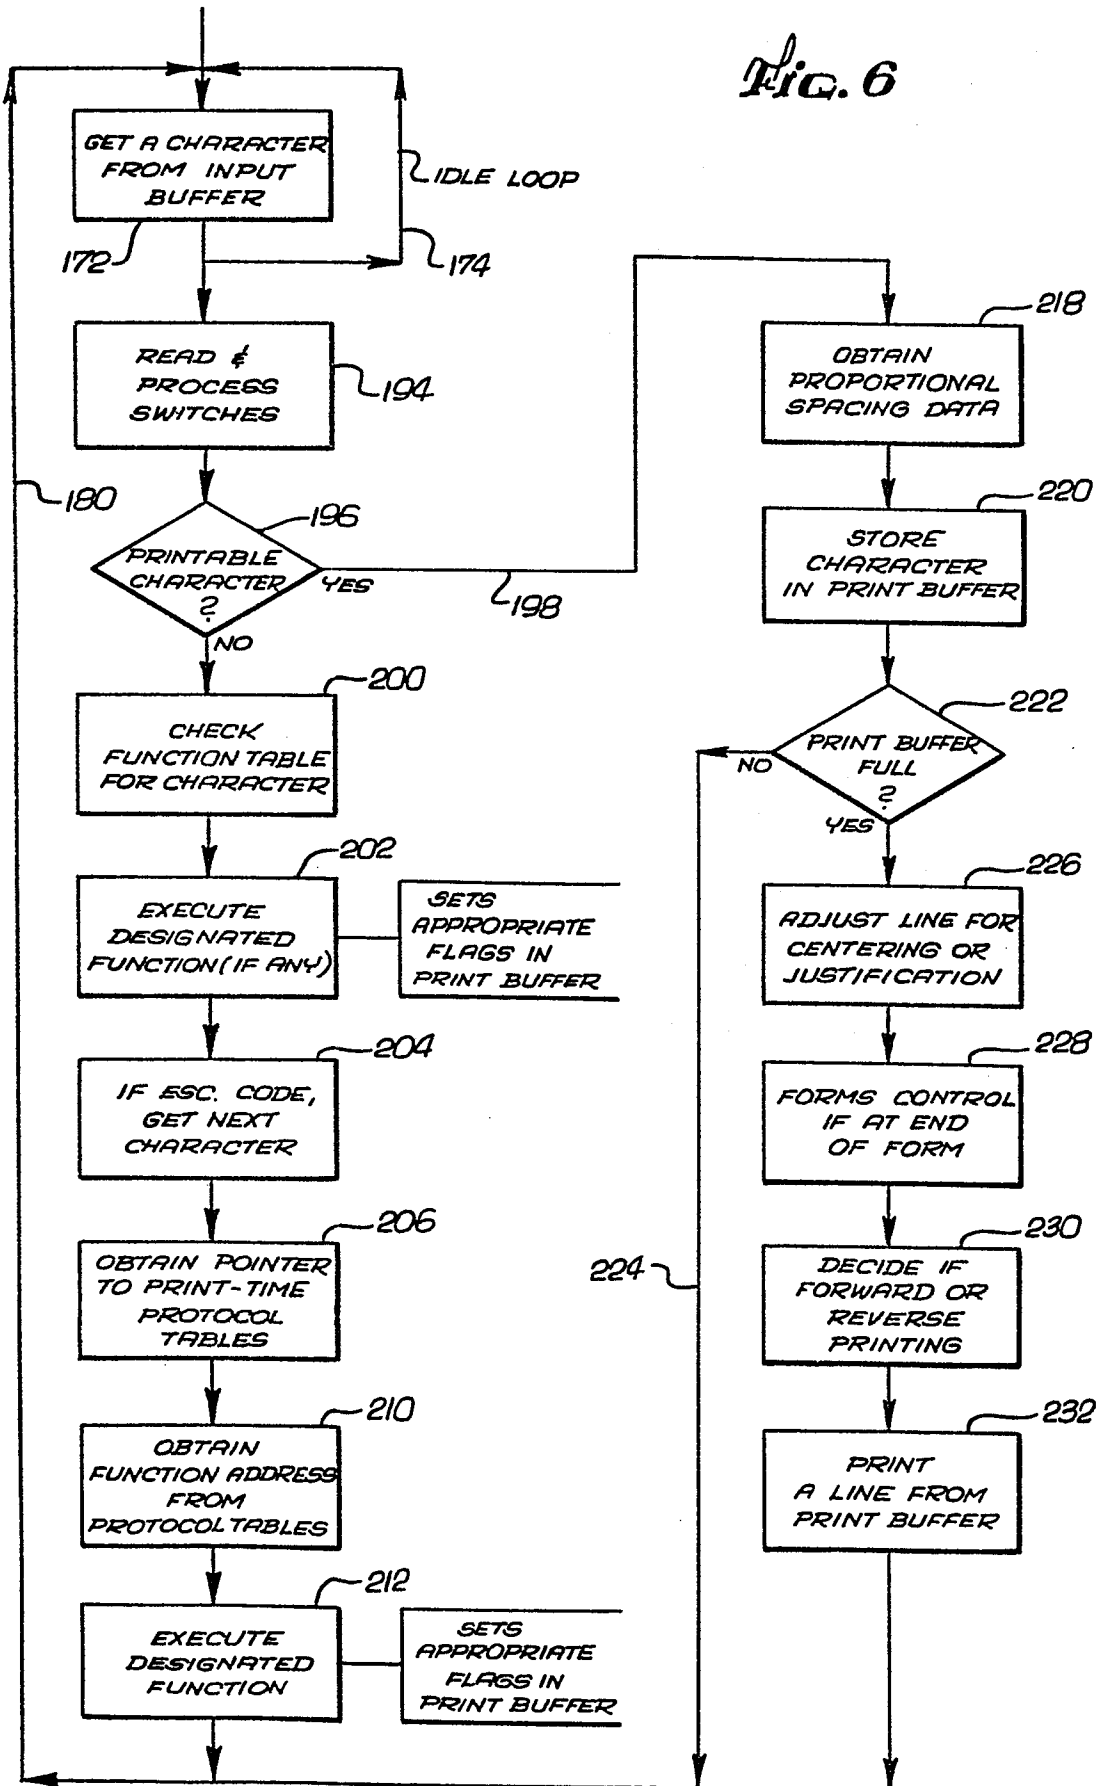 Fig. 6
GET A CHARACTER
FROM INPUT
BUFFER
172
IDLE LOOP
174
READ &
PROCESS
SWITCHES
194
180
196
PRINTABLE
CHARACTER
?
YES
198
NO
200
CHECK
FUNCTION TABLE
FOR CHARACTER
202
EXECUTE
DESIGNATED
FUNCTION (IF ANY)
SETS
APPROPRIATE
FLAGS IN
PRINT BUFFER
204
IF ESC. CODE,
GET NEXT
CHARACTER
206
OBTAIN POINTER
TO PRINT-TIME
PROTOCOL
TABLES
210
OBTAIN
FUNCTION ADDRESS
FROM
PROTOCOL TABLES
212
EXECUTE
DESIGNATED
FUNCTION
SETS
APPROPRIATE
FLAGS IN
PRINT BUFFER
218
OBTAIN
PROPORTIONAL
SPACING DATA
220
STORE
CHARACTER
IN PRINT BUFFER
222
PRINT BUFFER
FULL
?
NO
YES
224
226
ADJUST LINE FOR
CENTERING OR
JUSTIFICATION
228
FORMS CONTROL
IF AT END
OF FORM
230
DECIDE IF
FORWARD OR
REVERSE
PRINTING
232
PRINT
A LINE FROM
PRINT BUFFER